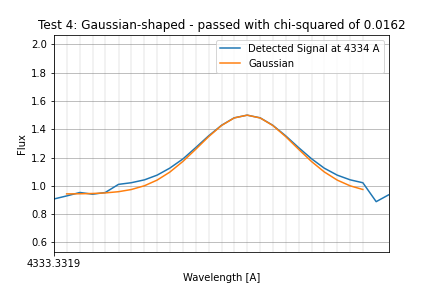 Test 4: Gaussian-shaped - passed with chi-squared of 0.0162
Detected Signal at 4334 A
Gaussian
2.0
1.8
1.6
1.4
1.2
1.0
0.8
0.6
Flux
4333.3319
Wavelength [A]